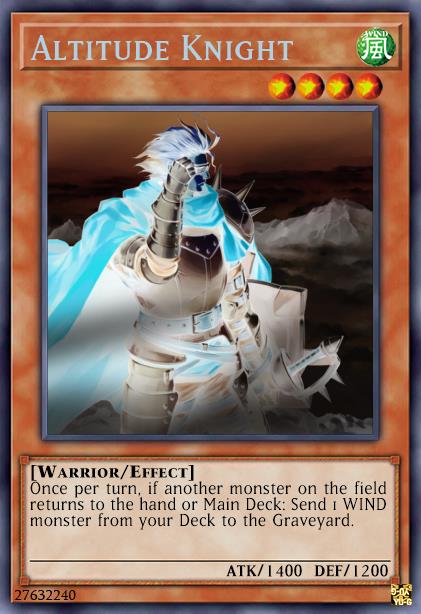 Altitude Knight
WIND
風
[Warrior/Effect]
Once per turn, if another monster on the field
returns to the hand or Main Deck: Send 1 WIND
monster from your Deck to the Graveyard.
ATK/1400 DEF/1200
27632240